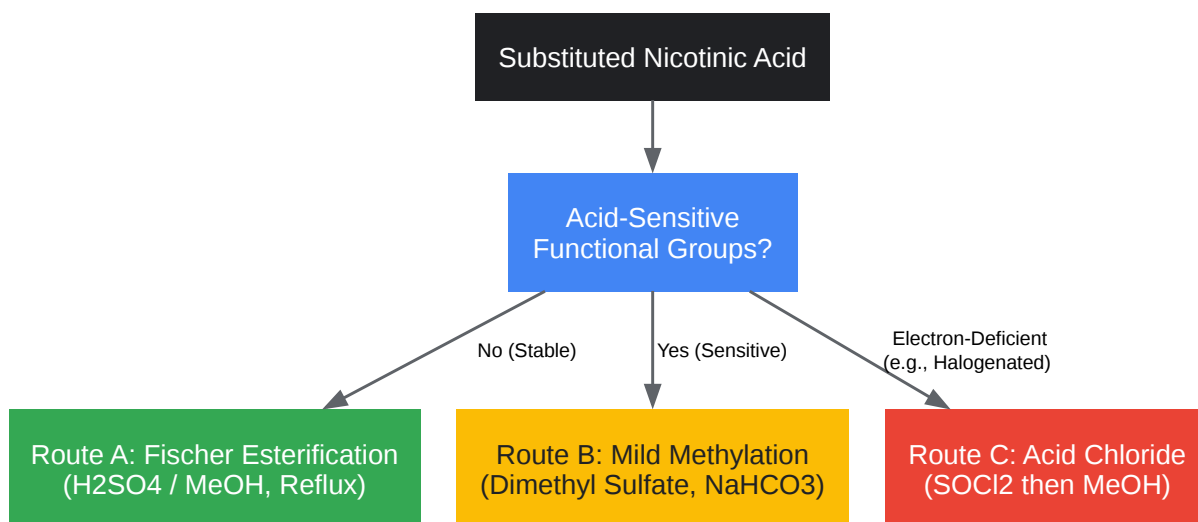 Substituted Nicotinic Acid
Acid-Sensitive
Functional Groups?
No (Stable)
Yes (Sensitive)
Electron-Deficient
(e.g., Halogenated)
Route A: Fischer Esterification
(H2SO4 / MeOH, Reflux)
Route B: Mild Methylation
(Dimethyl Sulfate, NaHCO3)
Route C: Acid Chloride
(SOCl2 then MeOH)